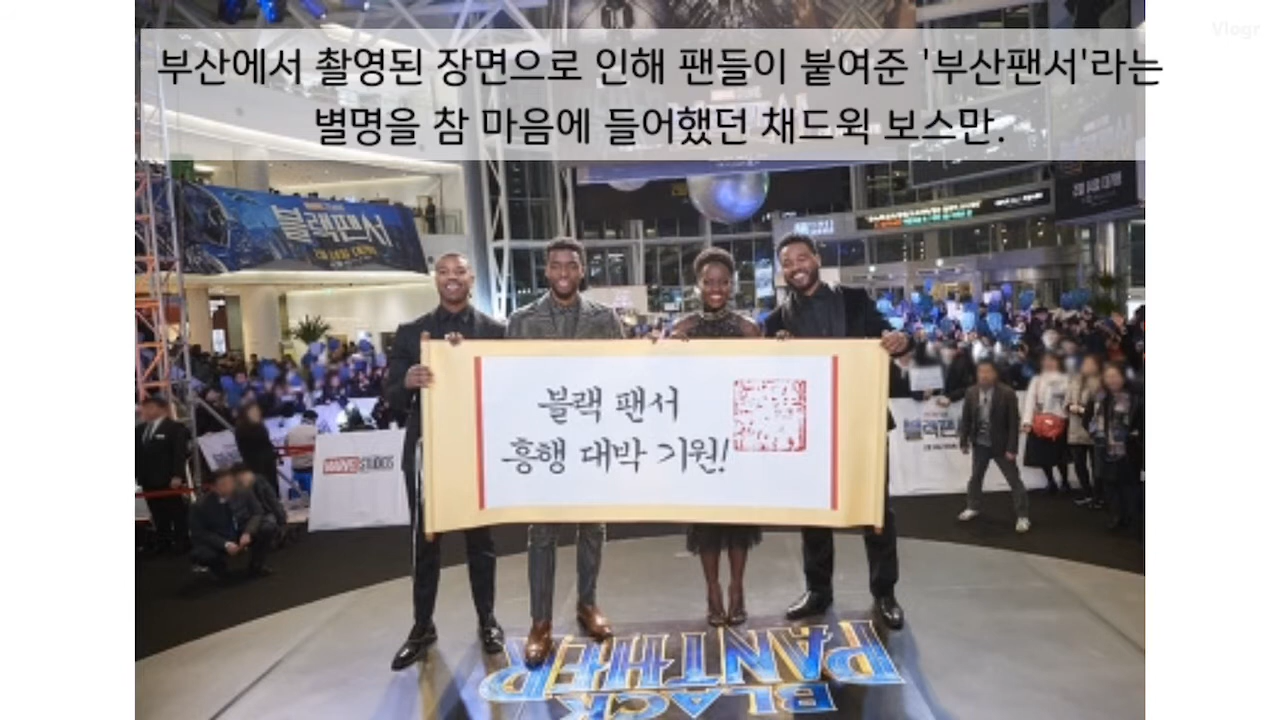 Vlogr
부산에서 촬영된 장면으로 인해 팬들이 붙여준 '부산팬서'라는
별명을 참 마음에 들어했던 채드윅 보스만.
블랙팬서
블랙 팬서
흥행 대박 기원!
MARVEL STUDIOS
BLACK
PANTHER